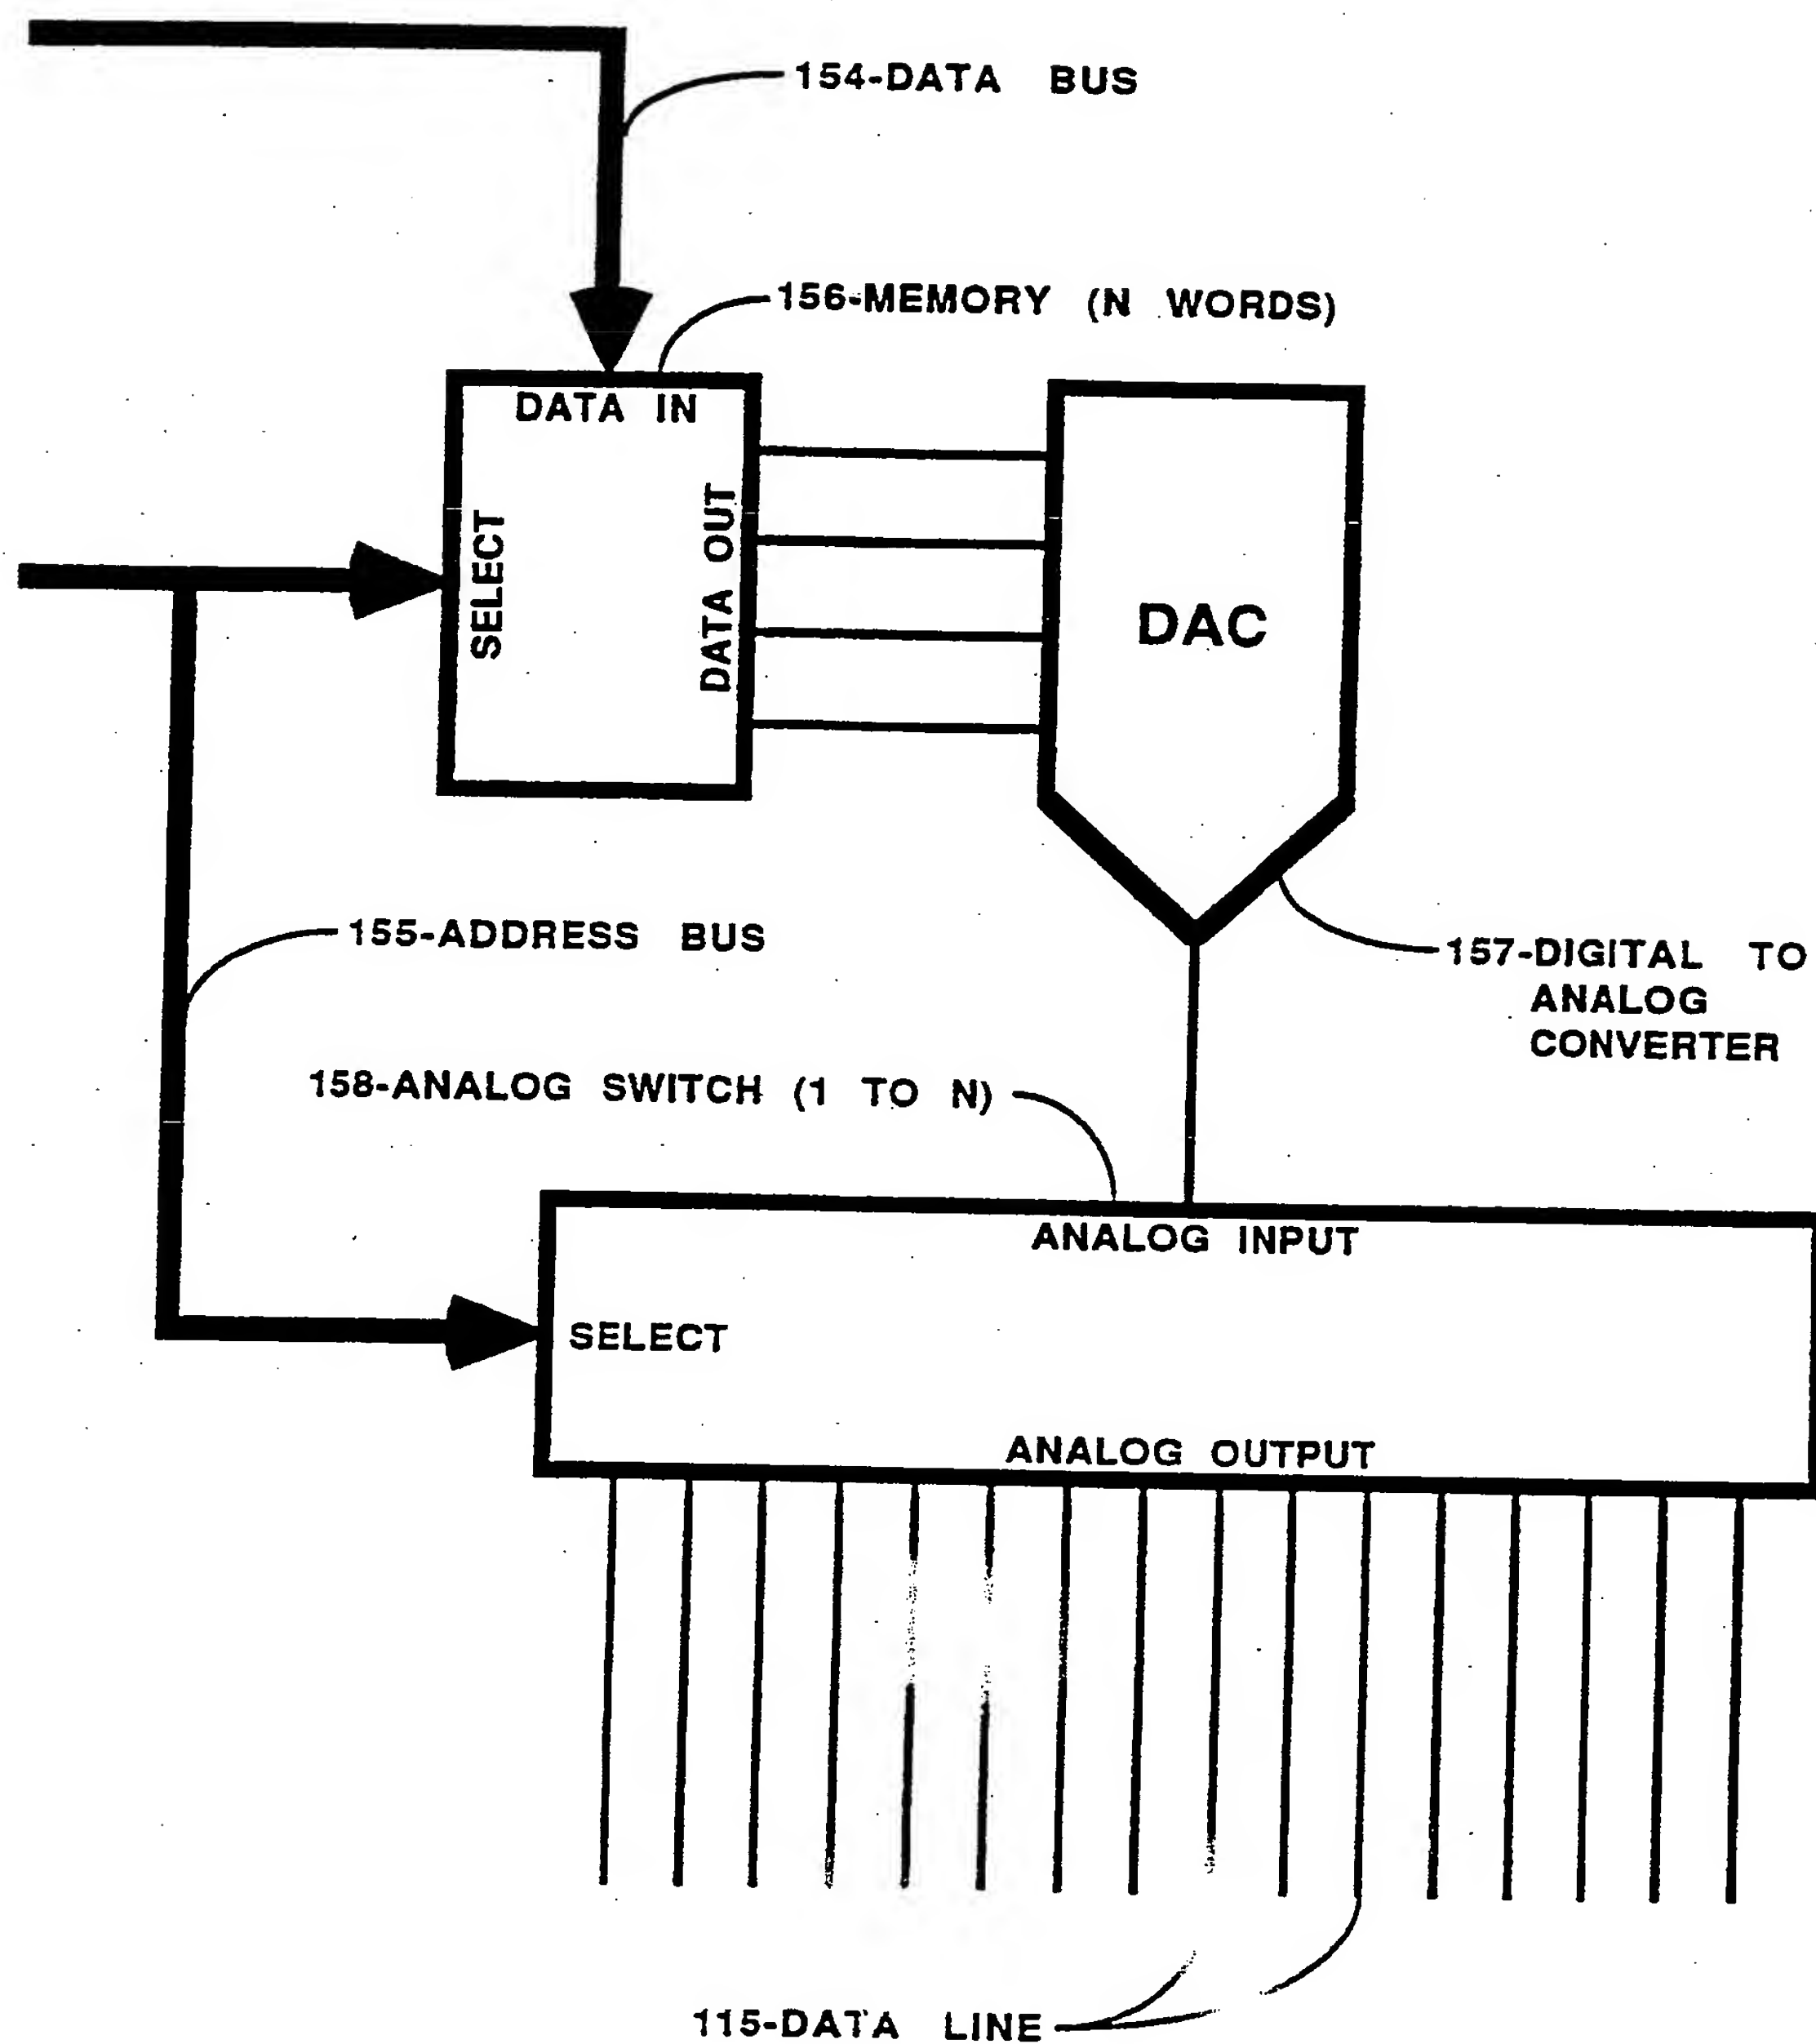 154-DATA BUS
156-MEMORY (N WORDS)
DATA IN
SELECT
DATA OUT
DAC
155-ADDRESS BUS
157-DIGITAL TO
ANALOG
CONVERTER
158-ANALOG SWITCH (1 TO N)
ANALOG INPUT
SELECT
ANALOG OUTPUT
115-DATA LINE